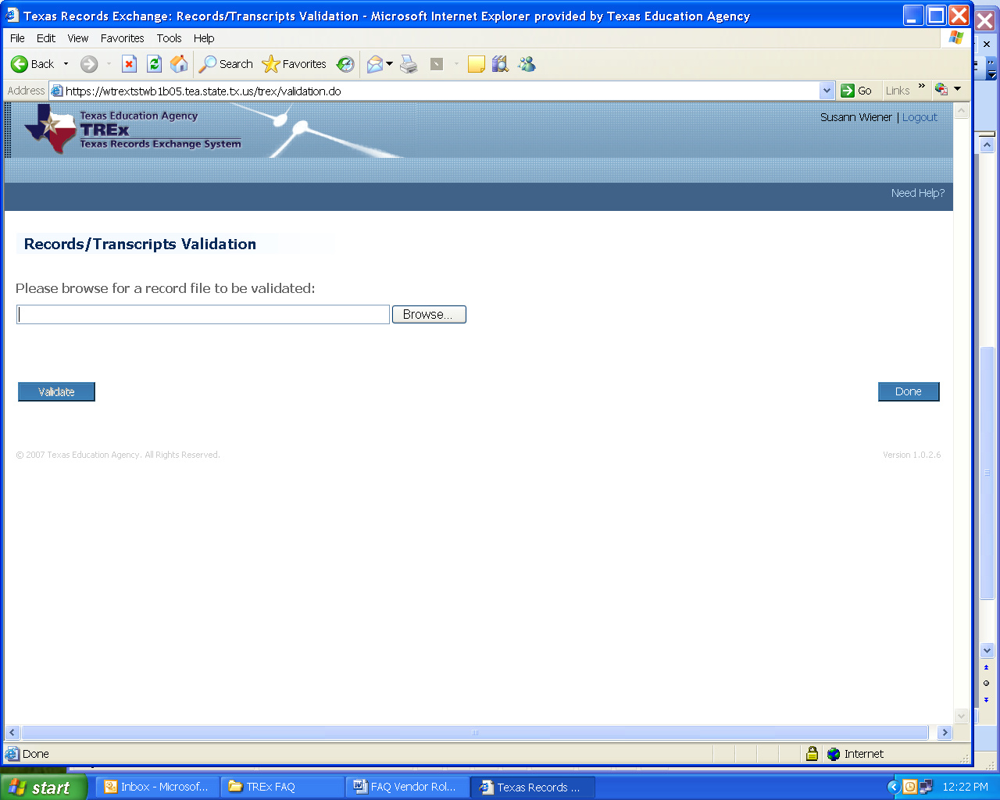 Texas Records Exchange: Records/Transcripts Validation - Microsoft Internet Explorer provided by Texas Education Agency
File Edit View Favorites Tools Help
Back Search Favorites
Address https://wtrextstwb1b05.tea.state.tx.us/trex/validation.do Go Links »
Texas Education Agency
TREx
Texas Records Exchange System
Susann Wiener | Logout
Need Help?
Records/Transcripts Validation
Please browse for a record file to be validated:
Browse...
Validate Done
© 2007 Texas Education Agency. All Rights Reserved. Version 1.0.2.6
Done Internet
start Inbox - Microsof... TREx FAQ FAQ Vendor Rol... Texas Records ... 12:22 PM